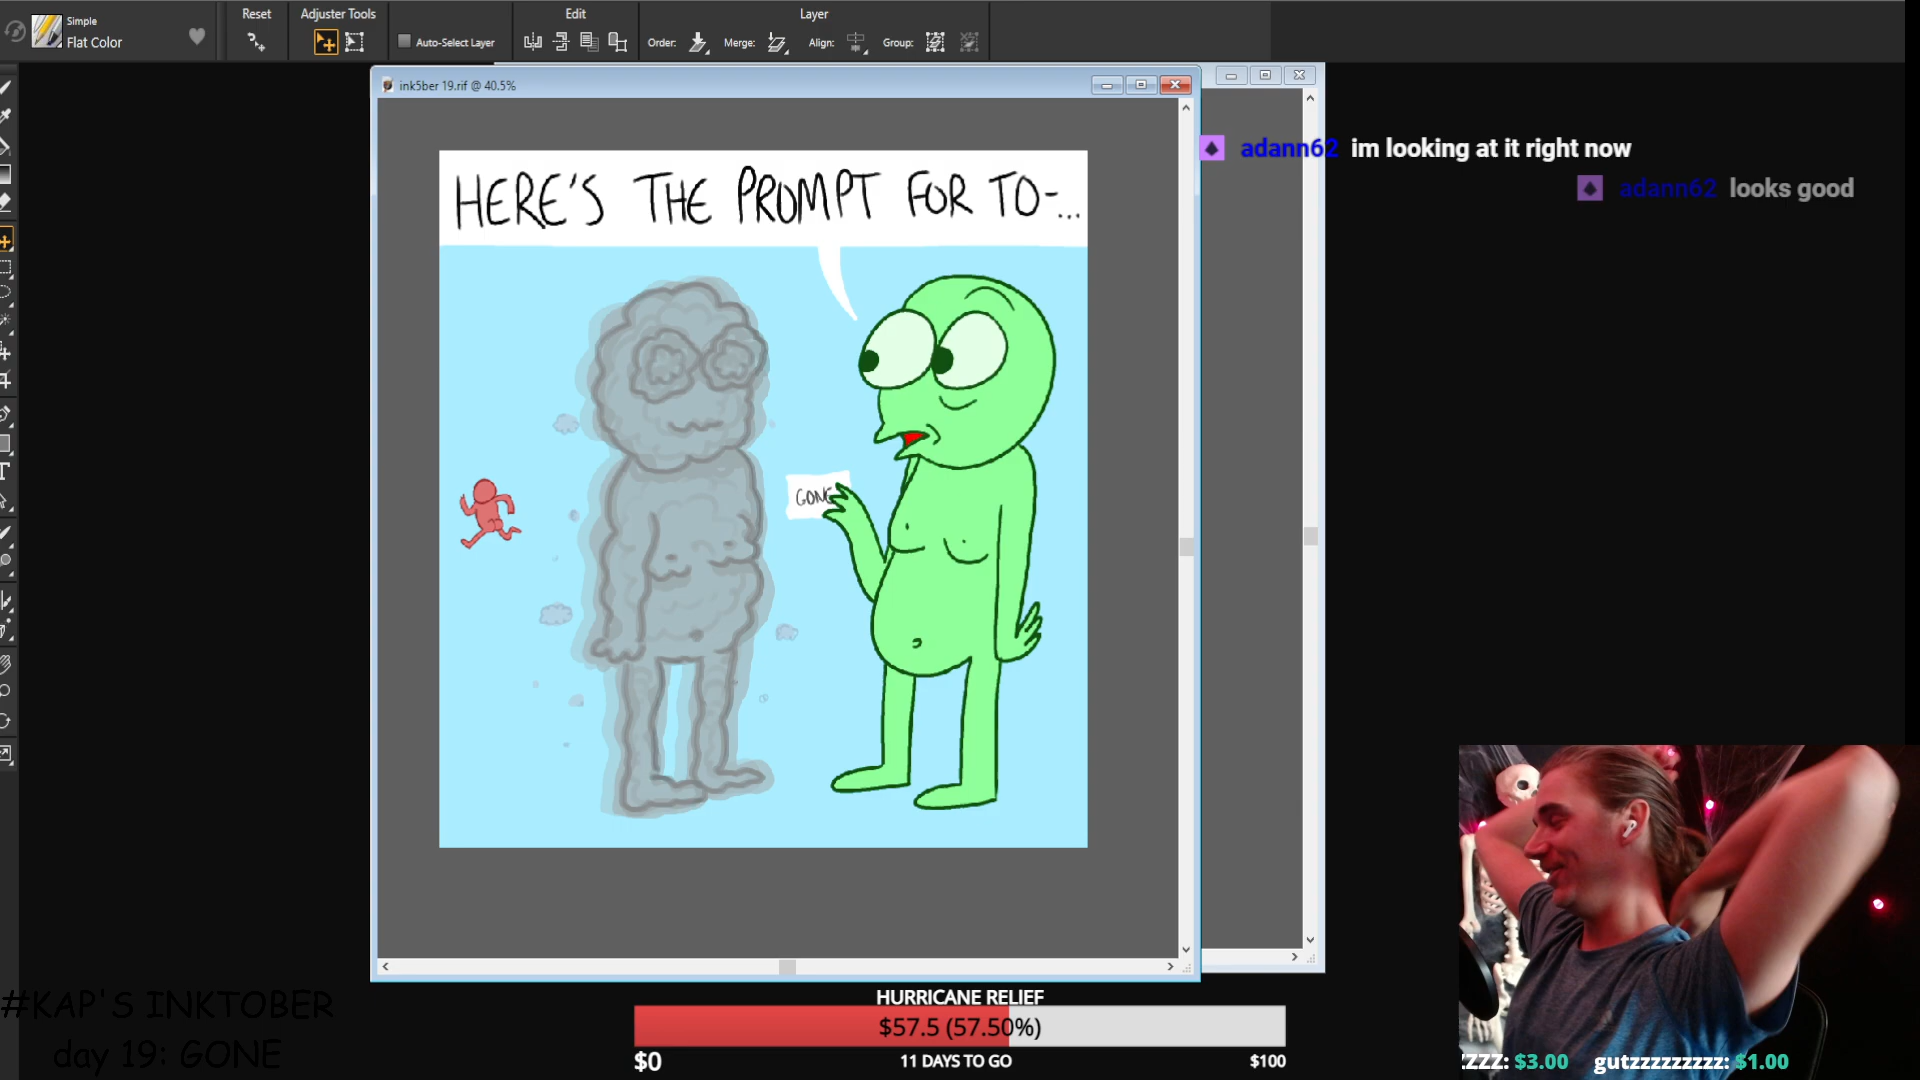 Simple
Flat Color
Reset
Adjuster Tools
Auto-Select Layer
Edit
Layer
Order:
Merge:
Align:
Group:
ink5ber 19.rif @ 40.5%
adann62 im looking at it right now
adann62 looks good
HERE'S THE PROMPT FOR TO-...
GONE
#KAP'S INKTOBER
day 19: GONE
HURRICANE RELIEF
$57.5 (57.50%)
$0
11 DAYS TO GO
$100
ZZZZ: $3.00 gutzzzzzzzzz: $1.00